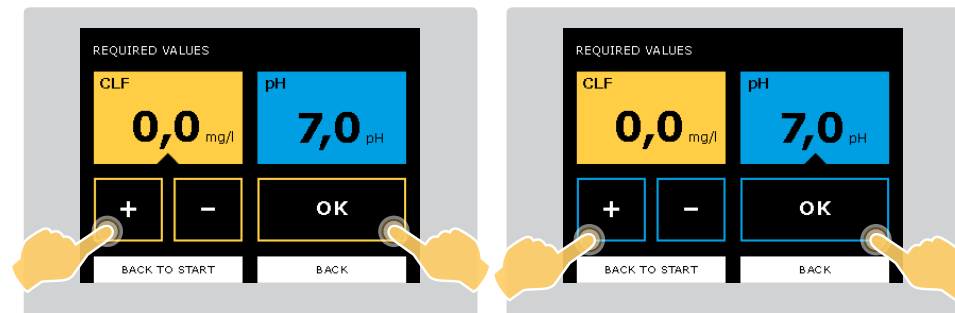 REQUIRED VALUES
CLF
0,0 mg/l
pH
7,0 pH
+
-
OK
BACK TO START
BACK
REQUIRED VALUES
CLF
0,0 mg/l
pH
7,0 pH
+
-
OK
BACK TO START
BACK